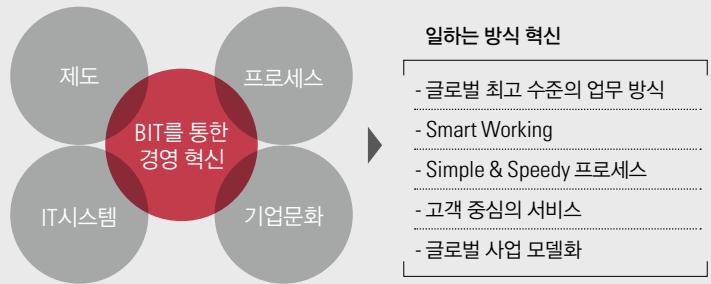 제도
프로세스
BIT를 통한
경영 혁신
IT시스템
기업문화
일하는 방식 혁신
- 글로벌 최고 수준의 업무 방식
- Smart Working
- Simple & Speedy 프로세스
- 고객 중심의 서비스
- 글로벌 사업 모델화